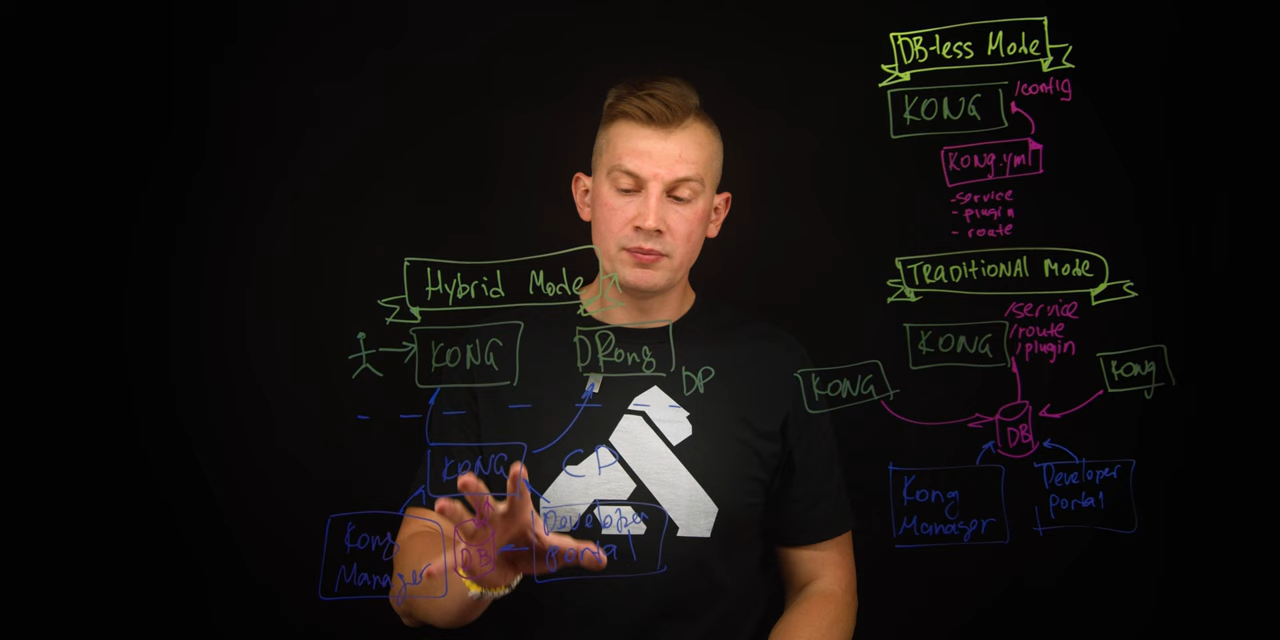 DB-less Mode
KONG
/config
Kong.yml
-service
- plugin
- route
TRADITIONAL Mode
/service
/route
/plugin
KONG
KONG
Kong
DB
Kong
Manager
Developer
Portal
Hybrid Mode
KONG
DP
KONG
CP
Kong
Manager
DB
Developer
portal